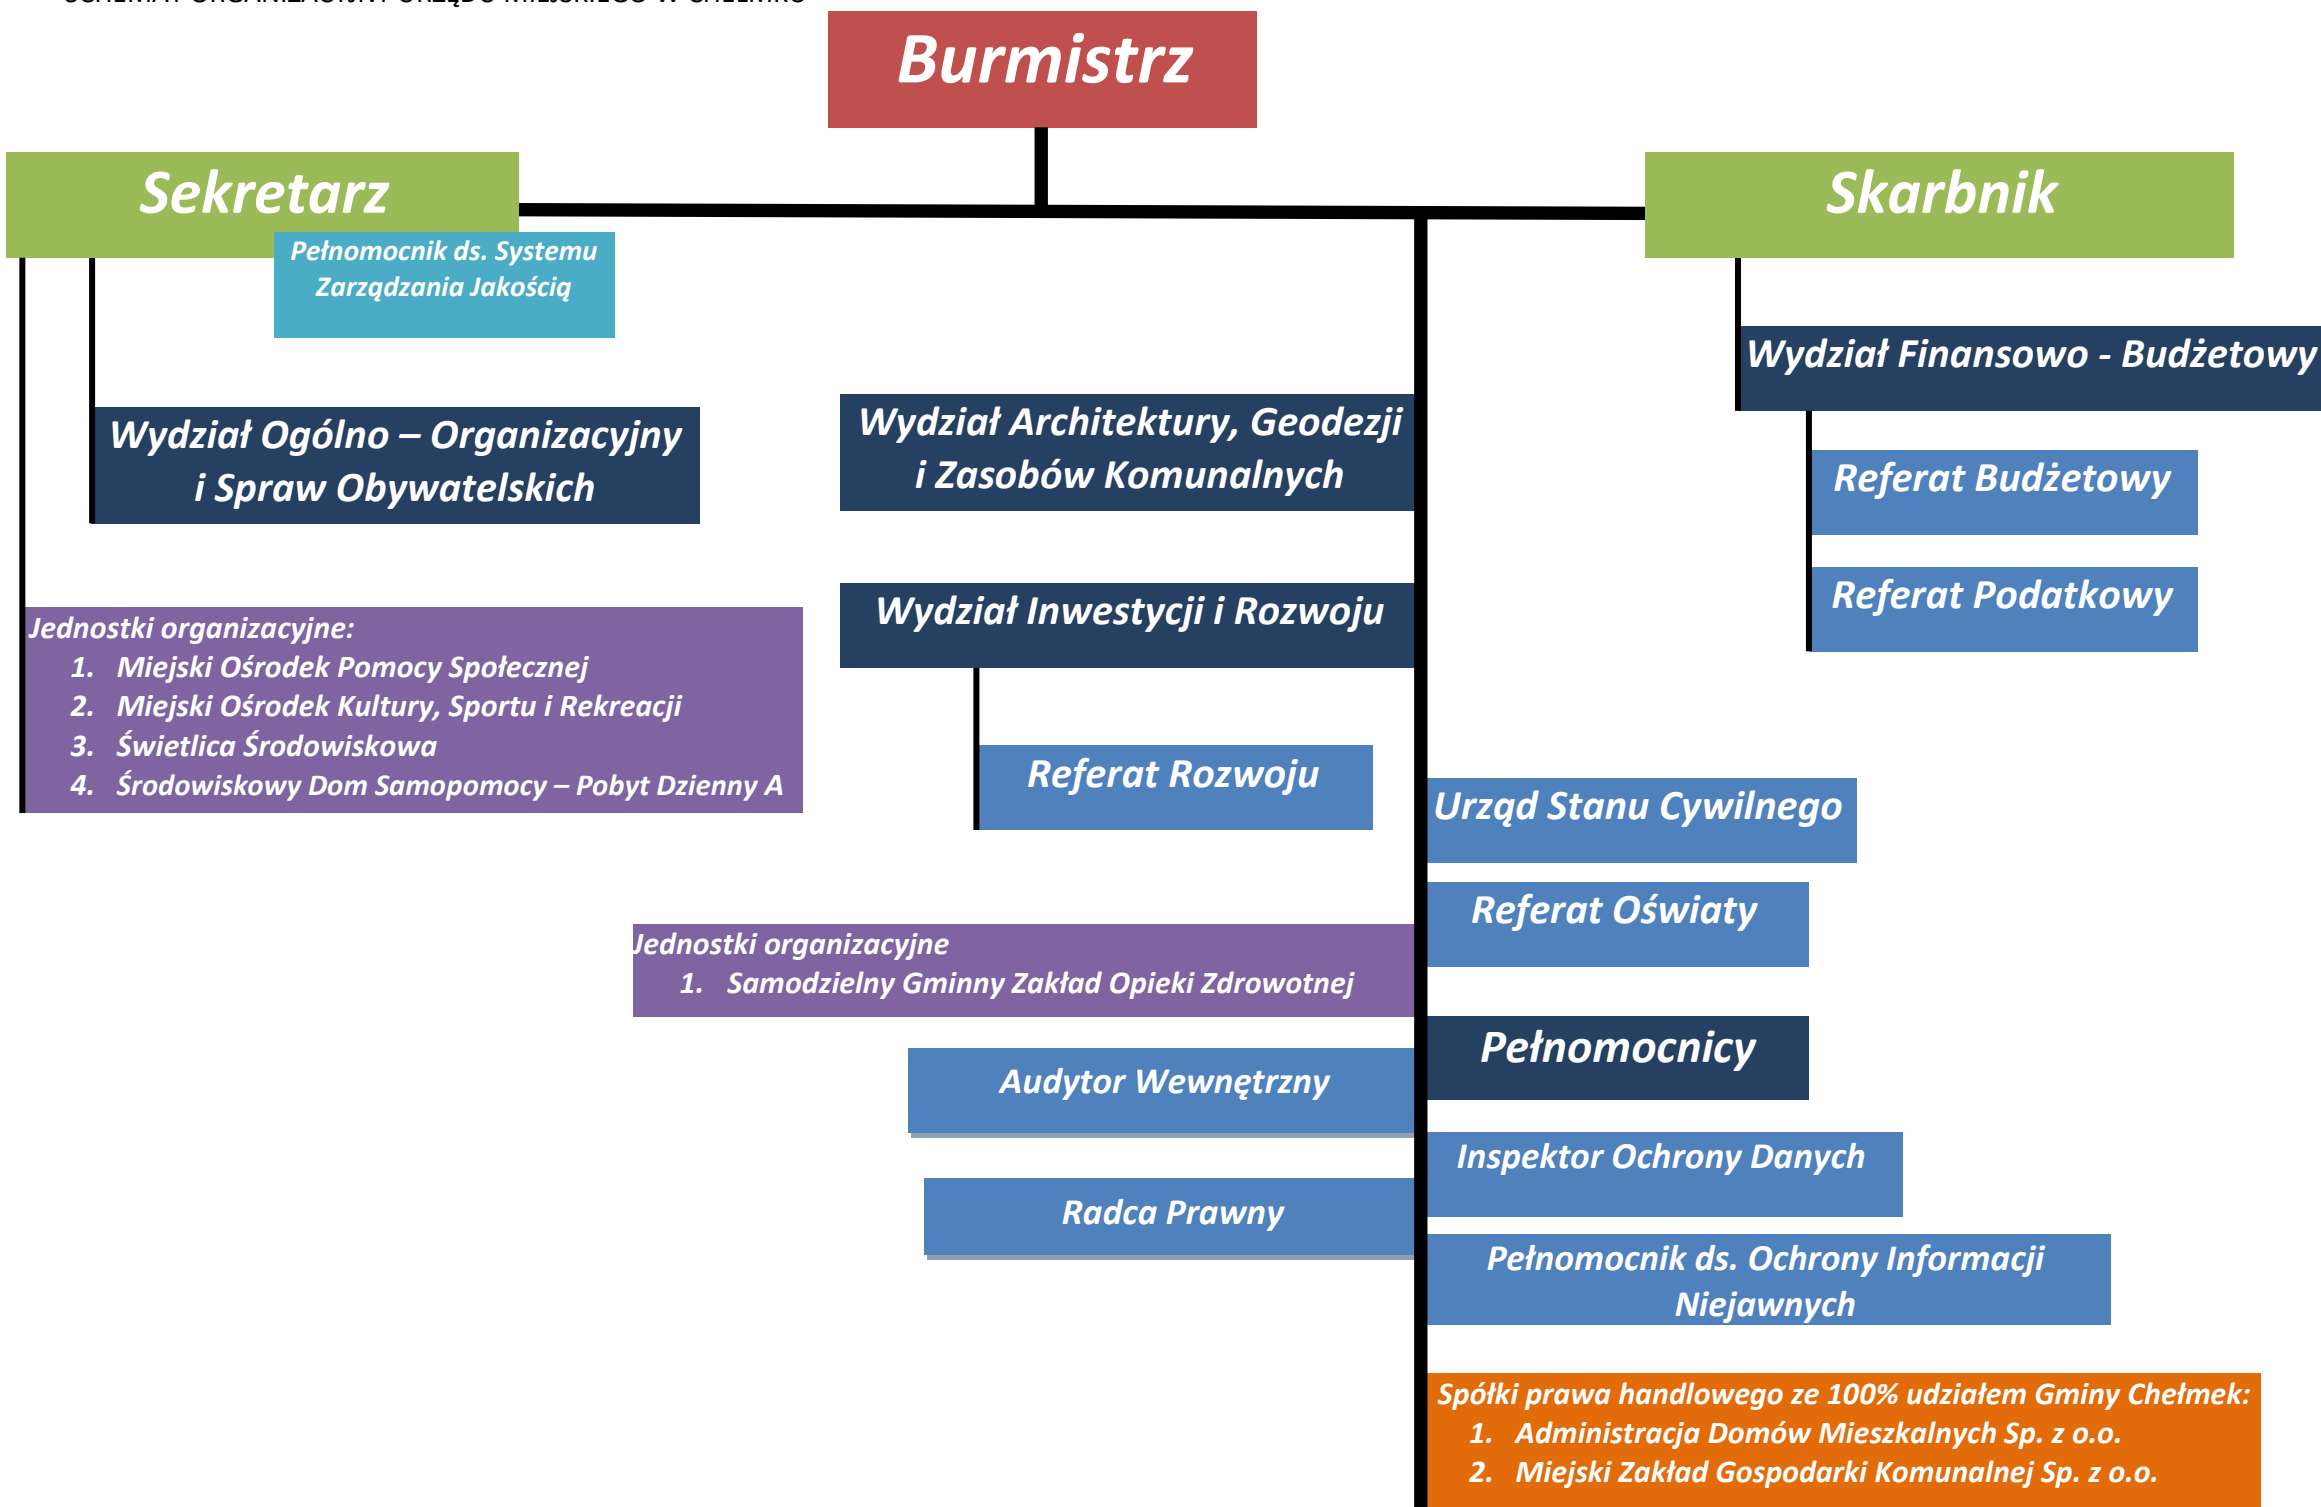 SCHEMAT ORGANIZACYJNY URZĘDU MIEJSKIEGO W CHEŁMKU
Burmistrz
Sekretarz
Skarbnik
Pełnomocnik ds. Systemu
Zarządzania Jakością
Wydział Finansowo - Budżetowy
Wydział Ogólno – Organizacyjny
i Spraw Obywatelskich
Wydział Architektury, Geodezji
i Zasobów Komunalnych
Referat Budżetowy
Referat Podatkowy
Wydział Inwestycji i Rozwoju
Jednostki organizacyjne:
1. Miejski Ośrodek Pomocy Społecznej
2. Miejski Ośrodek Kultury, Sportu i Rekreacji
3. Świetlica Środowiskowa
4. Środowiskowy Dom Samopomocy – Pobyt Dzienny A
Referat Rozwoju
Urząd Stanu Cywilnego
Referat Oświaty
Jednostki organizacyjne
1. Samodzielny Gminny Zakład Opieki Zdrowotnej
Pełnomocnicy
Audytor Wewnętrzny
Inspektor Ochrony Danych
Radca Prawny
Pełnomocnik ds. Ochrony Informacji
Niejawnych
Spółki prawa handlowego ze 100% udziałem Gminy Chełmek:
1. Administracja Domów Mieszkalnych Sp. z o.o.
2. Miejski Zakład Gospodarki Komunalnej Sp. z o.o.